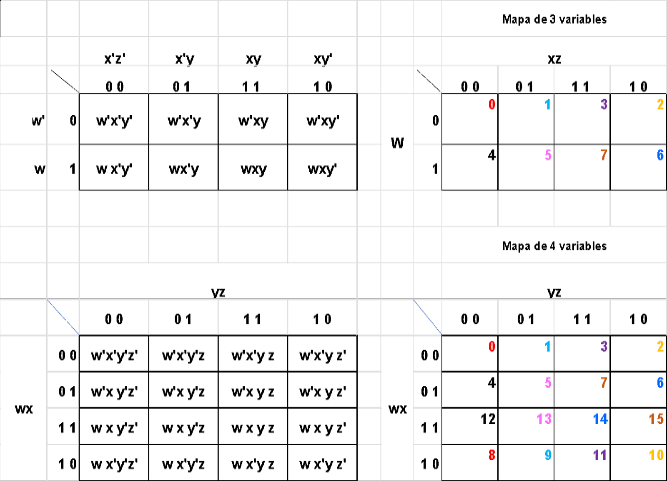 Mapa de 3 variables
x'z' x'y xy xy' xz
0 0 0 1 1 1 1 0 0 0 0 1 1 1 1 0
w' 0 w'x'y' w'x'y w'xy w'xy' W 0 0 1 3 2
w 1 w x'y' wx'y wxy wxy' 1 4 5 7 6
Mapa de 4 variables
yz yz
0 0 0 1 1 1 1 0 0 0 0 1 1 1 1 0
wx 0 0 w'x'y'z' w'x'y'z w'x'y z w'x'y z' wx 0 0 0 1 3 2
0 1 w'x y'z' w'x y'z w'x y z w'x y z' 0 1 4 5 7 6
1 1 w x y'z' w x y'z w x y z w x y z' 1 1 12 13 14 15
1 0 w x y'z' w x y'z w x y z w x y z' 1 0 8 9 11 10